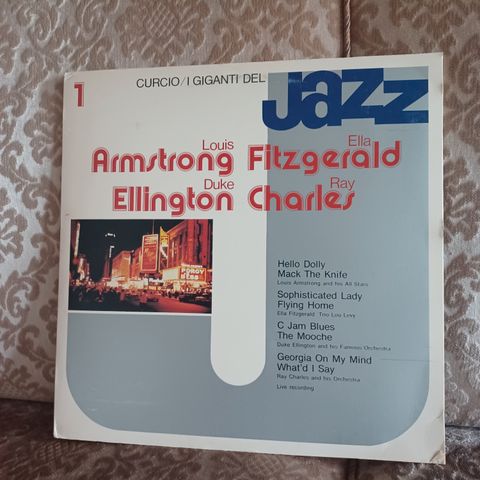 1
CURCIO/I GIGANTI DEL
Jazz
Louis
Ella
Armstrong Fitzgerald
Duke
Ray
Ellington Charles
PORGY
BESS
Hello Dolly
Mack The Knife
Louis Armstrong and his All Stars
Sophisticated Lady
Flying Home
Ella Fitzgerald Trio Lou Levy
C Jam Blues
The Mooche
Duke Ellington and his Famous Orchestra
Georgia On My Mind
What'd I Say
Ray Charles and his Orchestra
Live recording